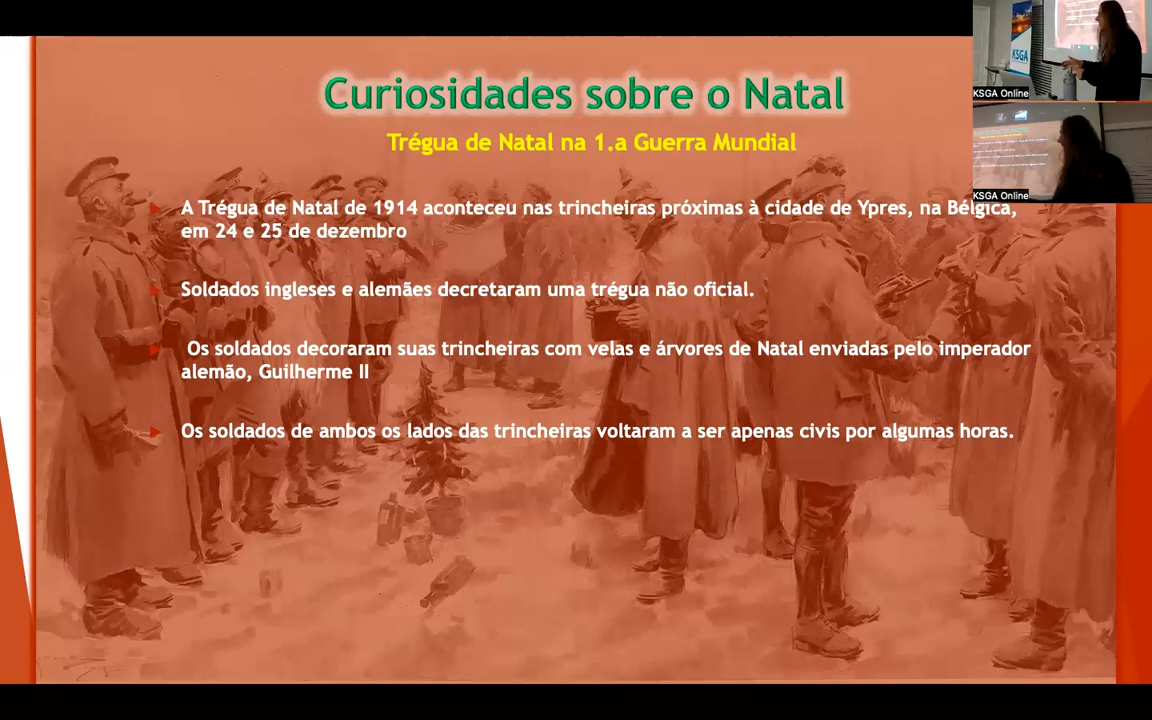 Curiosidades sobre o Natal
Trégua de Natal na 1.a Guerra Mundial
A Trégua de Natal de 1914 aconteceu nas trincheiras próximas à cidade de Ypres, na Bélgica,
em 24 e 25 de dezembro
Soldados ingleses e alemães decretaram uma trégua não oficial.
Os soldados decoraram suas trincheiras com velas e árvores de Natal enviadas pelo imperador
alemão, Guilherme II
Os soldados de ambos os lados das trincheiras voltaram a ser apenas civis por algumas horas.
KSGA
KSGA Online
KSGA Online